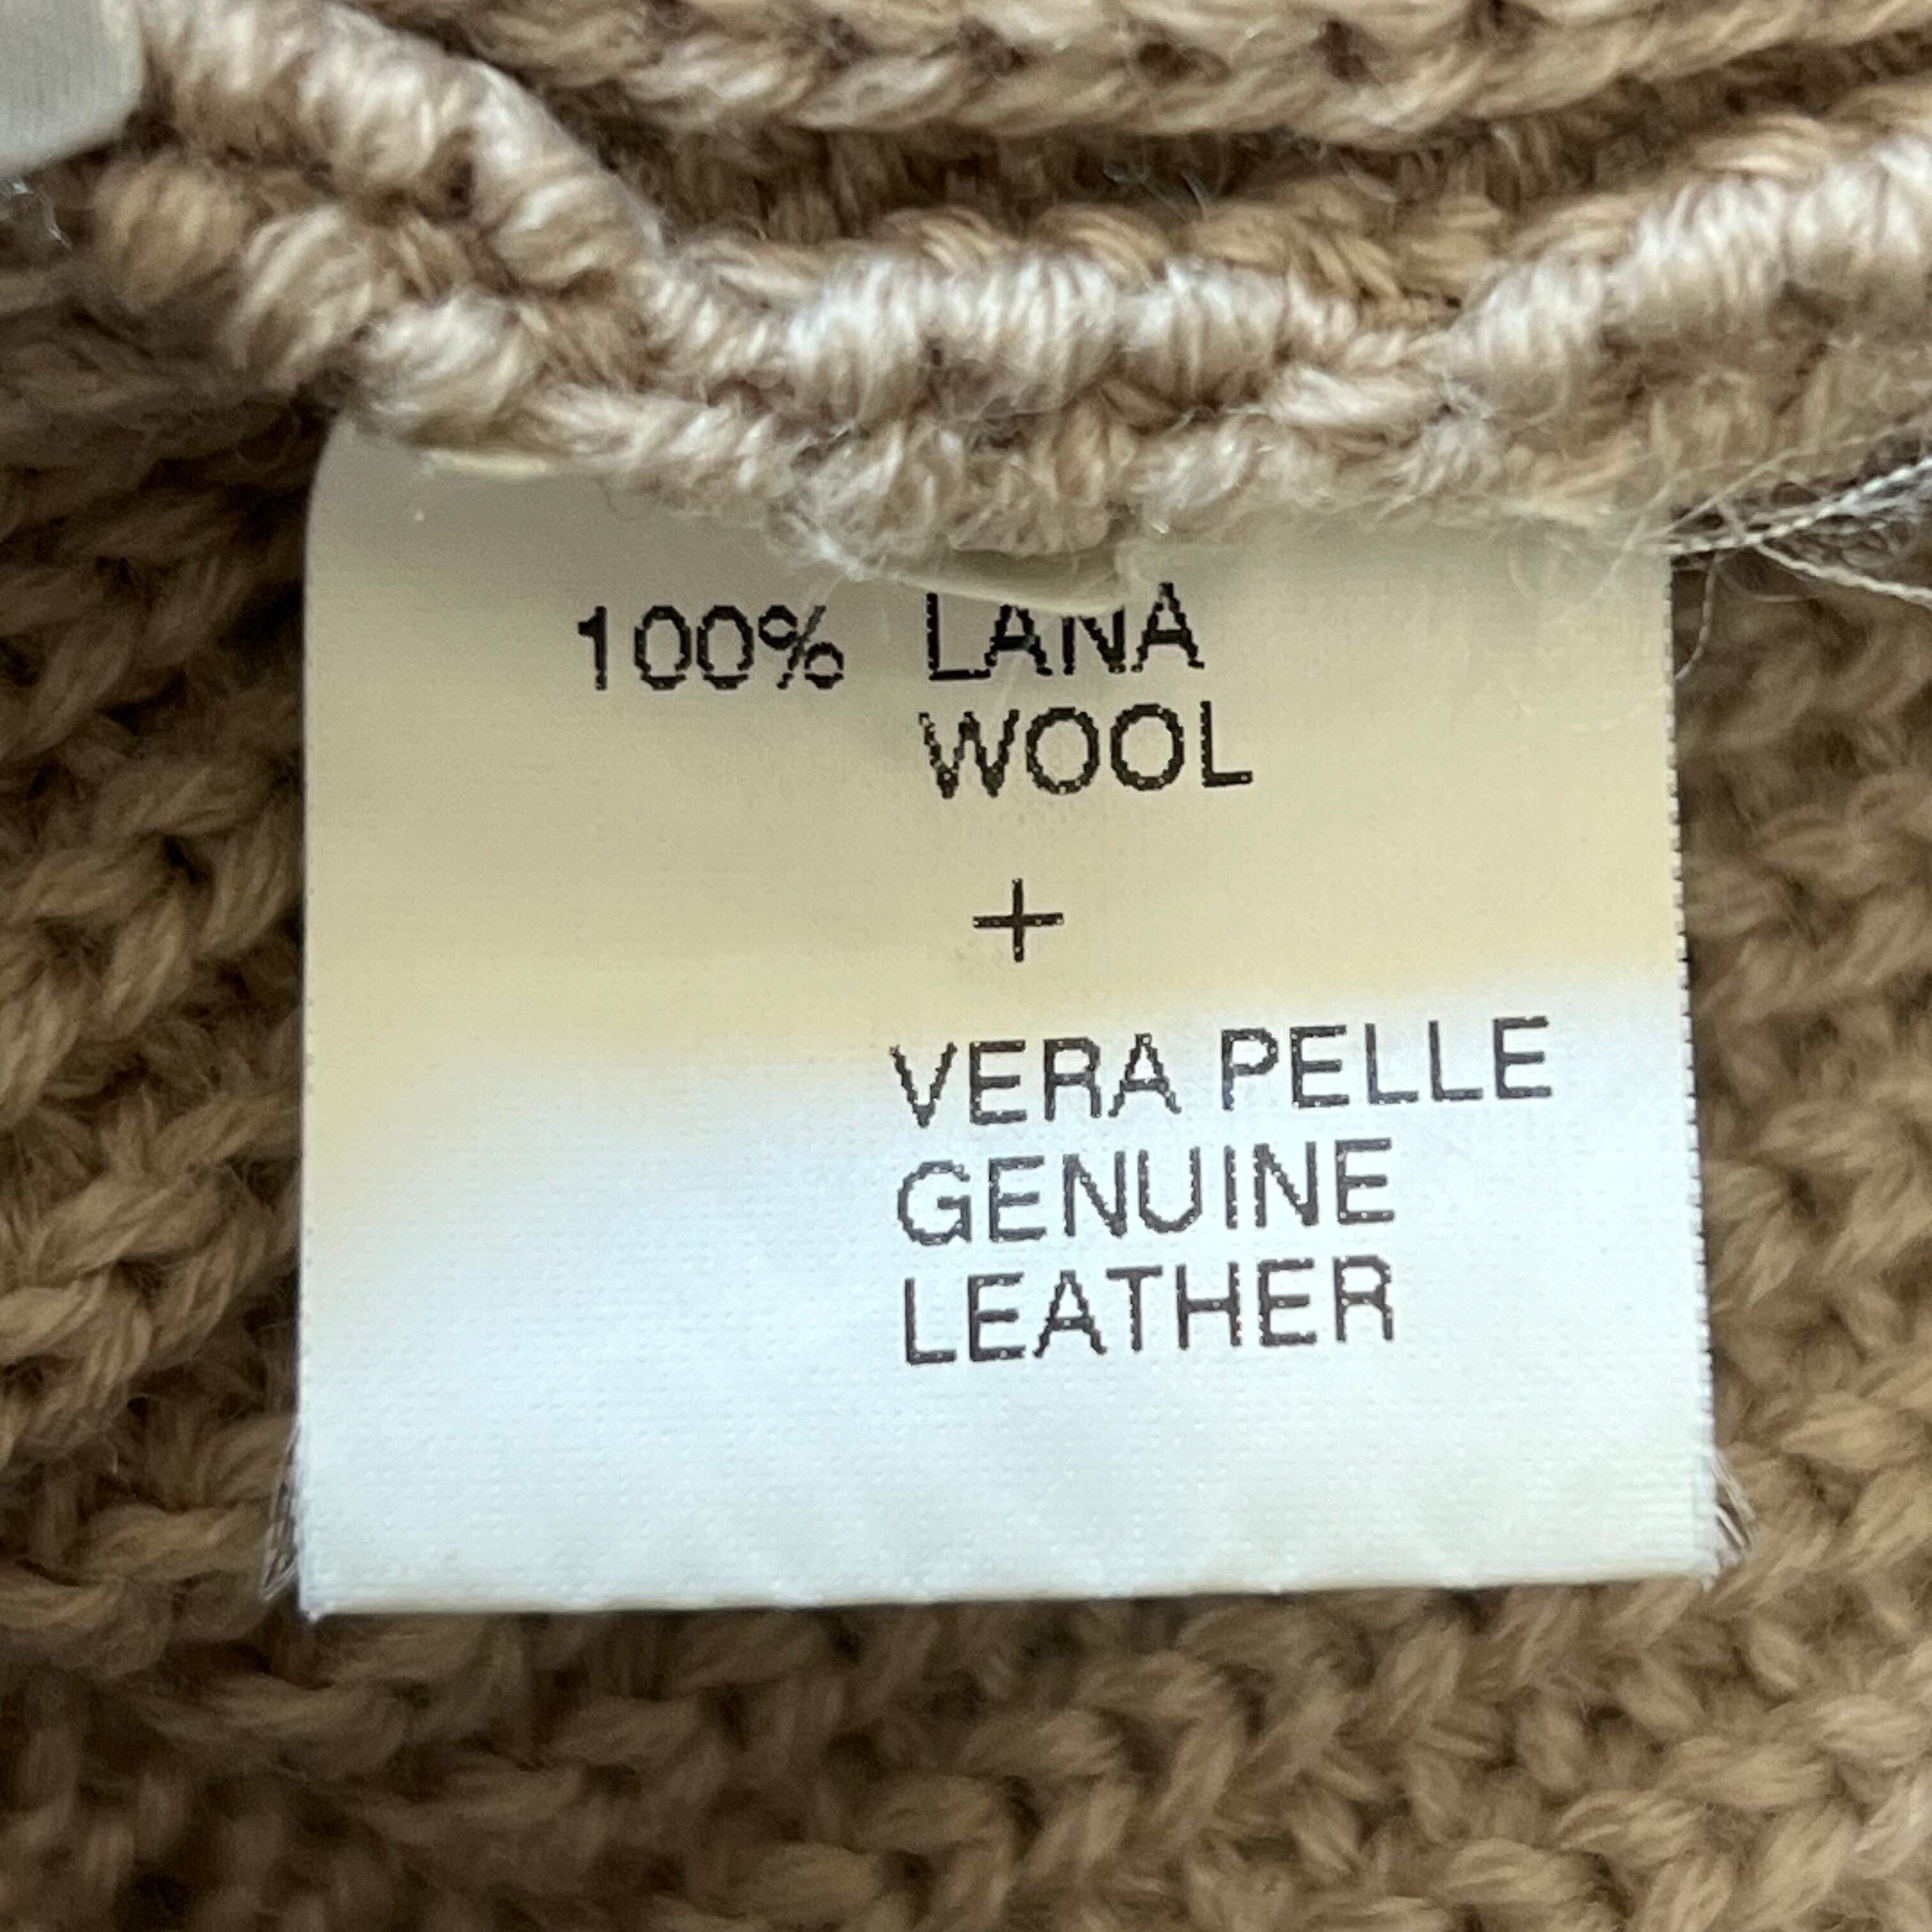 100% LANA
WOOL
+
VERA PELLE
GENUINE
LEATHER